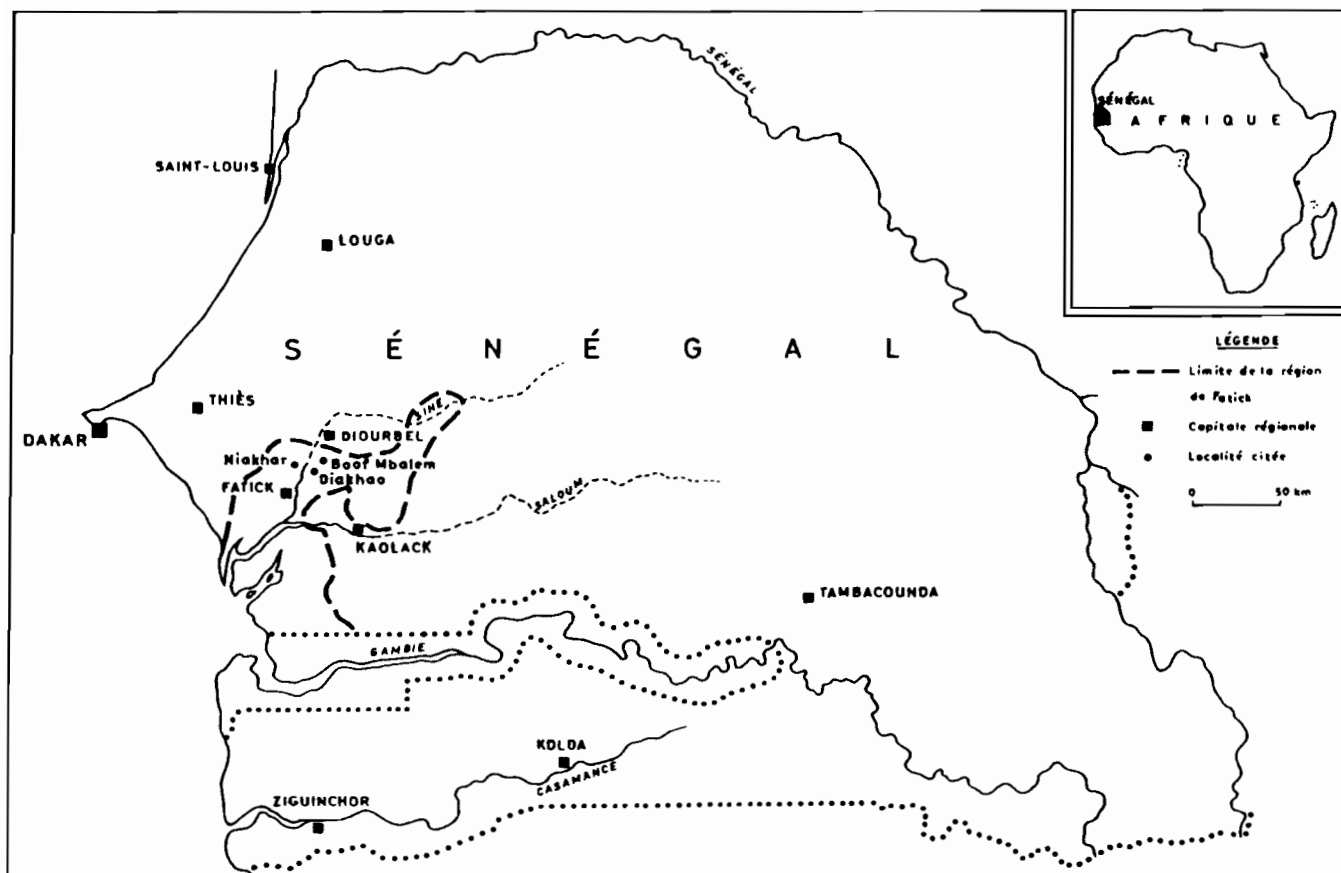 SÉNÉGAL
SAINT-LOUIS
LOUGA
SÉNÉGAL
THIÈS
DAKAR
SINE
DIOURBEL
Niakhar
Boof Mbalem
Diakhao
FATICK
SALOUM
KAOLACK
TAMBACOUNDA
GAMBIE
KOLDA
CASAMANCE
ZIGUINCHOR
SÉNÉGAL
AFRIQUE
LÉGENDE
Limite de la région
de Fatick
Capitale régionale
Localité citée
0 50 km